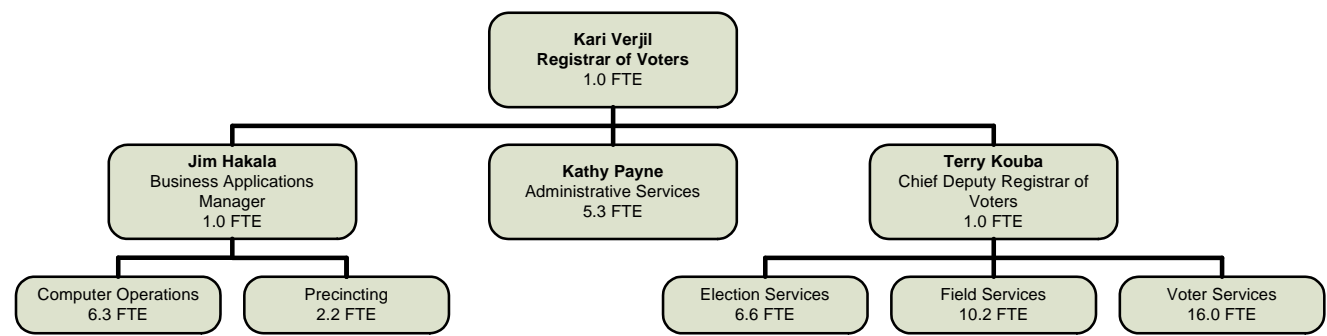 Kari Verjil
Registrar of Voters
1.0 FTE
Jim Hakala
Business Applications
Manager
1.0 FTE
Kathy Payne
Administrative Services
5.3 FTE
Terry Kouba
Chief Deputy Registrar of
Voters
1.0 FTE
Computer Operations
6.3 FTE
Precincting
2.2 FTE
Election Services
6.6 FTE
Field Services
10.2 FTE
Voter Services
16.0 FTE